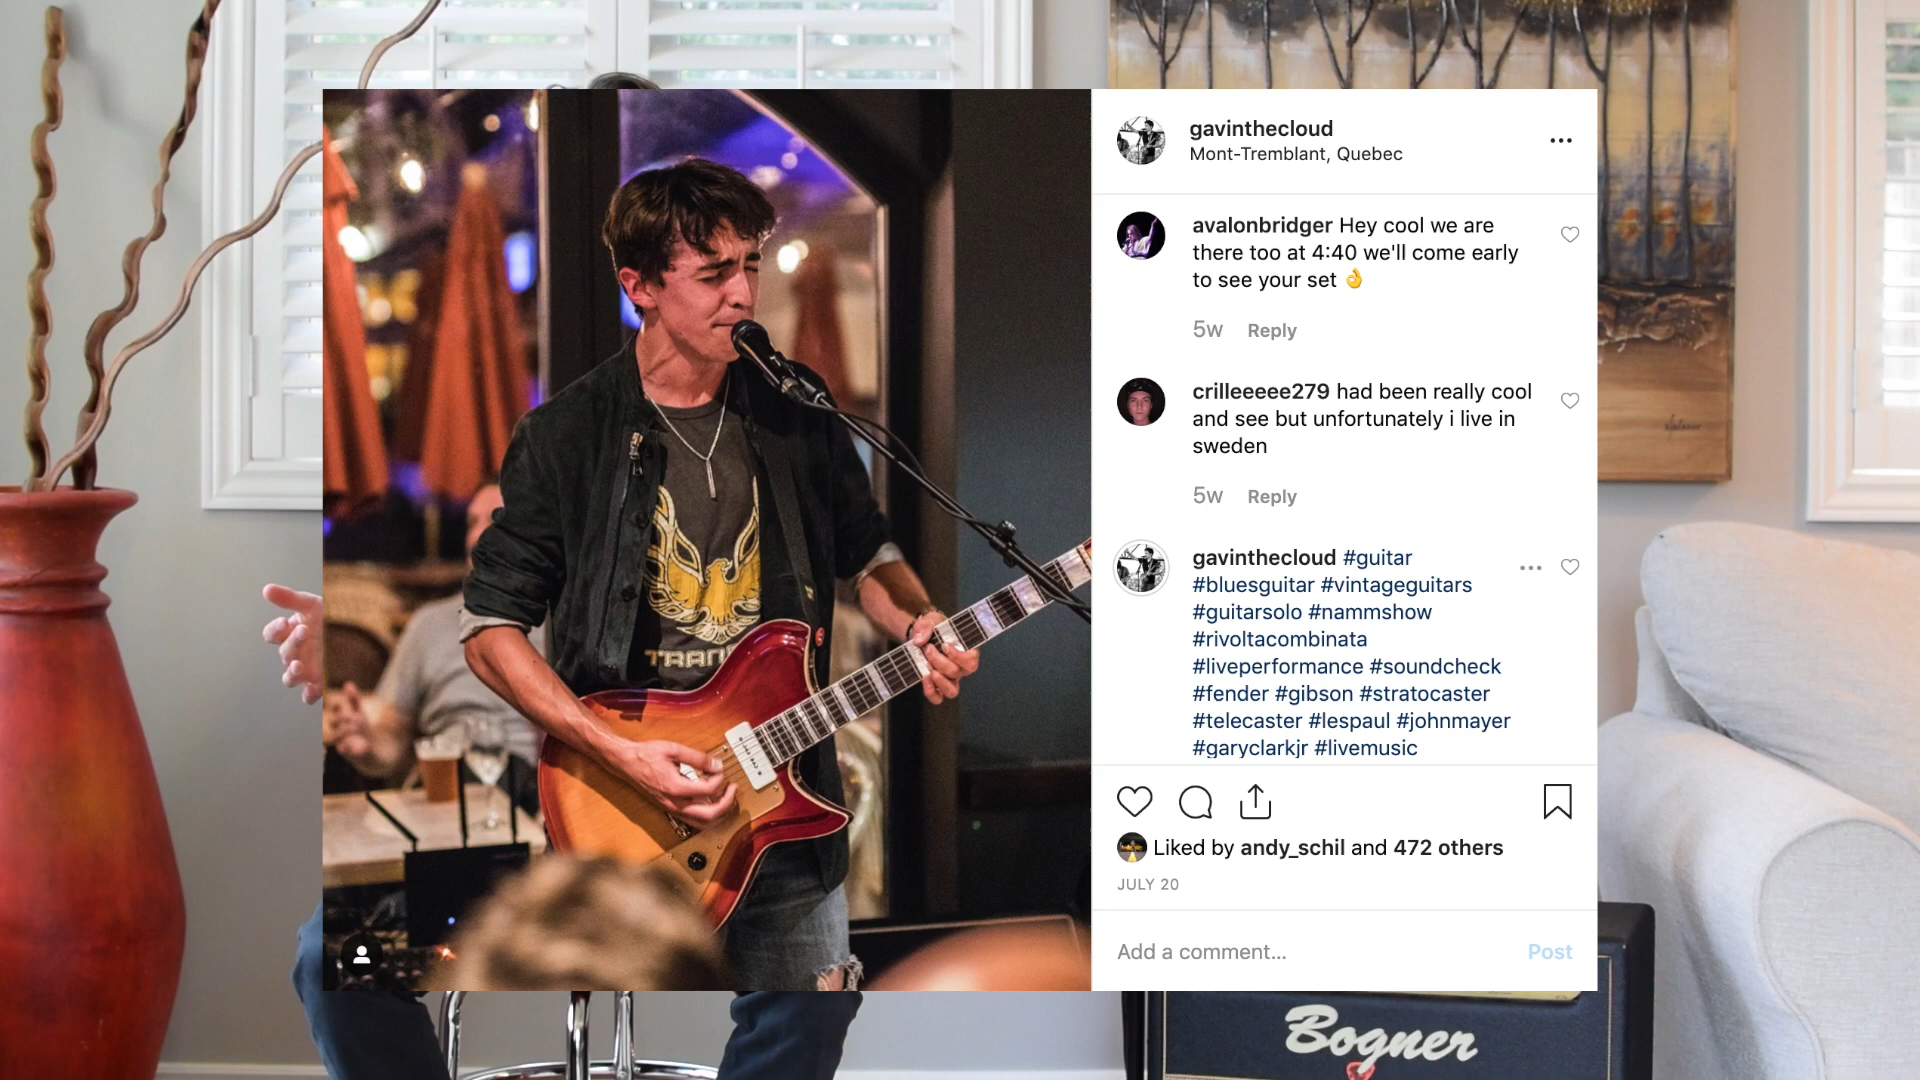 gavinthecloud
Mont-Tremblant, Quebec
avalonbridger Hey cool we are
there too at 4:40 we'll come early
to see your set 👌
5w Reply
crilleeeee279 had been really cool
and see but unfortunately i live in
sweden
5w Reply
gavinthecloud #guitar
#bluesguitar #vintageguitars
#guitarsolo #nammshow
#rivoltacombinata
#liveperformance #soundcheck
#fender #gibson #stratocaster
#telecaster #lespaul #johnmayer
#garyclarkjr #livemusic
Liked by andy_schil and 472 others
JULY 20
Add a comment... Post
TRAN
Bogner